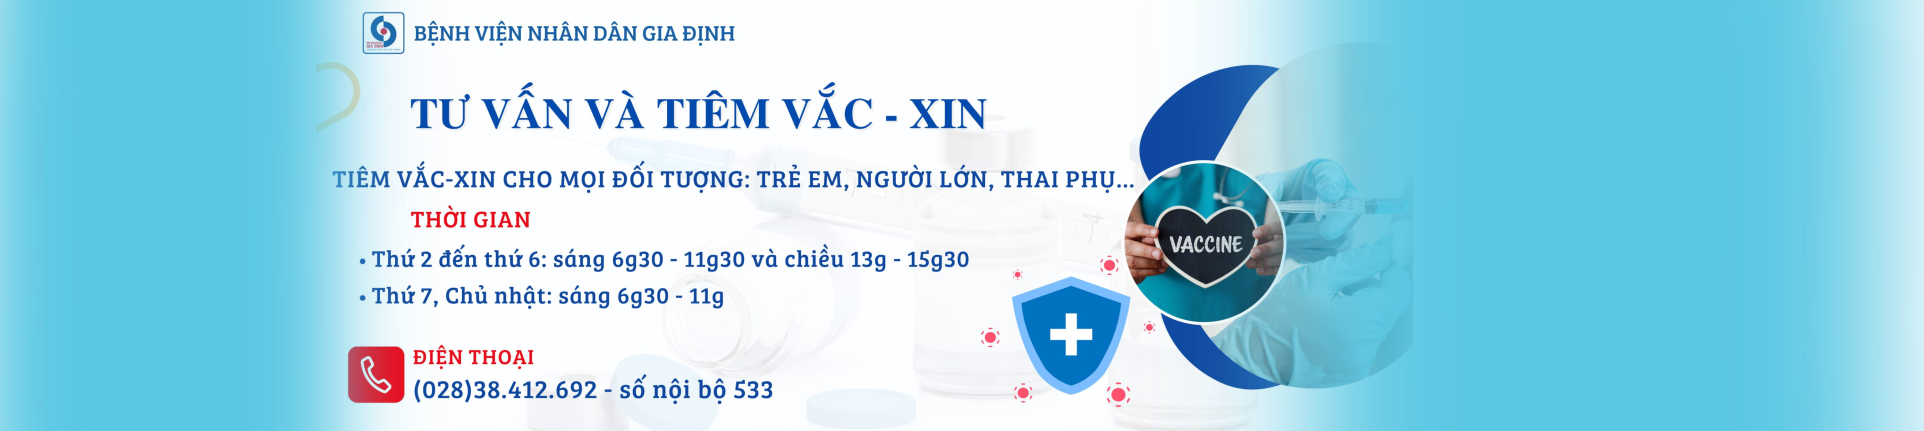 BỆNH VIỆN NHÂN DÂN GIA ĐỊNH
TƯ VẤN VÀ TIÊM VẮC - XIN
TIÊM VẮC-XIN CHO MỌI ĐỐI TƯỢNG: TRẺ EM, NGƯỜI LỚN, THAI PHỤ...
THỜI GIAN
• Thứ 2 đến thứ 6: sáng 6g30 - 11g30 và chiều 13g - 15g30
• Thứ 7, Chủ nhật: sáng 6g30 - 11g
VACCINE
ĐIỆN THOẠI
(028)38.412.692 - số nội bộ 533